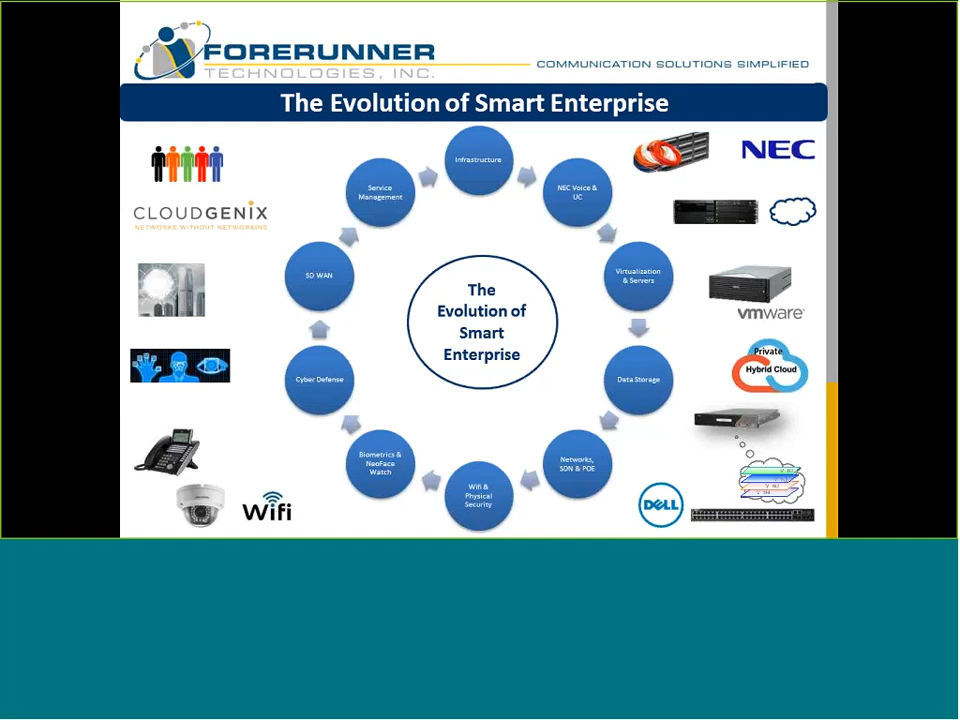 FORERUNNER
TECHNOLOGIES, INC.
COMMUNICATION SOLUTIONS SIMPLIFIED
The Evolution of Smart Enterprise
Infrastructure
NEC Voice &
UC
Virtualization
& Servers
Data Storage
Networks,
SDN & POE
Wifi &
Physical
Security
Biometrics &
NeoFace
Watch
Cyber Defense
SD WAN
Service
Management
The
Evolution of
Smart
Enterprise
CLOUDGENIX
NETWORKS WITHOUT NETWORKING
Wifi
NEC
vmware
Private
Hybrid Cloud
DELL